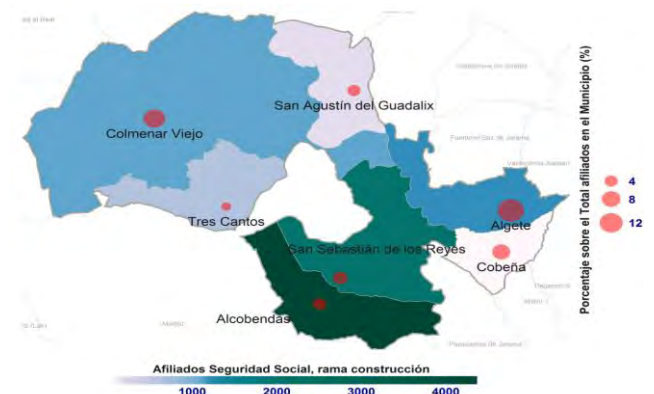 San Agustín del Guadalix
Colmenar Viejo
Tres Cantos
Algete
San Sebastián de los Reyes
Cobeña
Alcobendas
Porcentaje sobre el Total afiliados en el Municipio (%)
4
8
12
Afiliados Seguridad Social, rama construcción
1000
2000
3000
4000